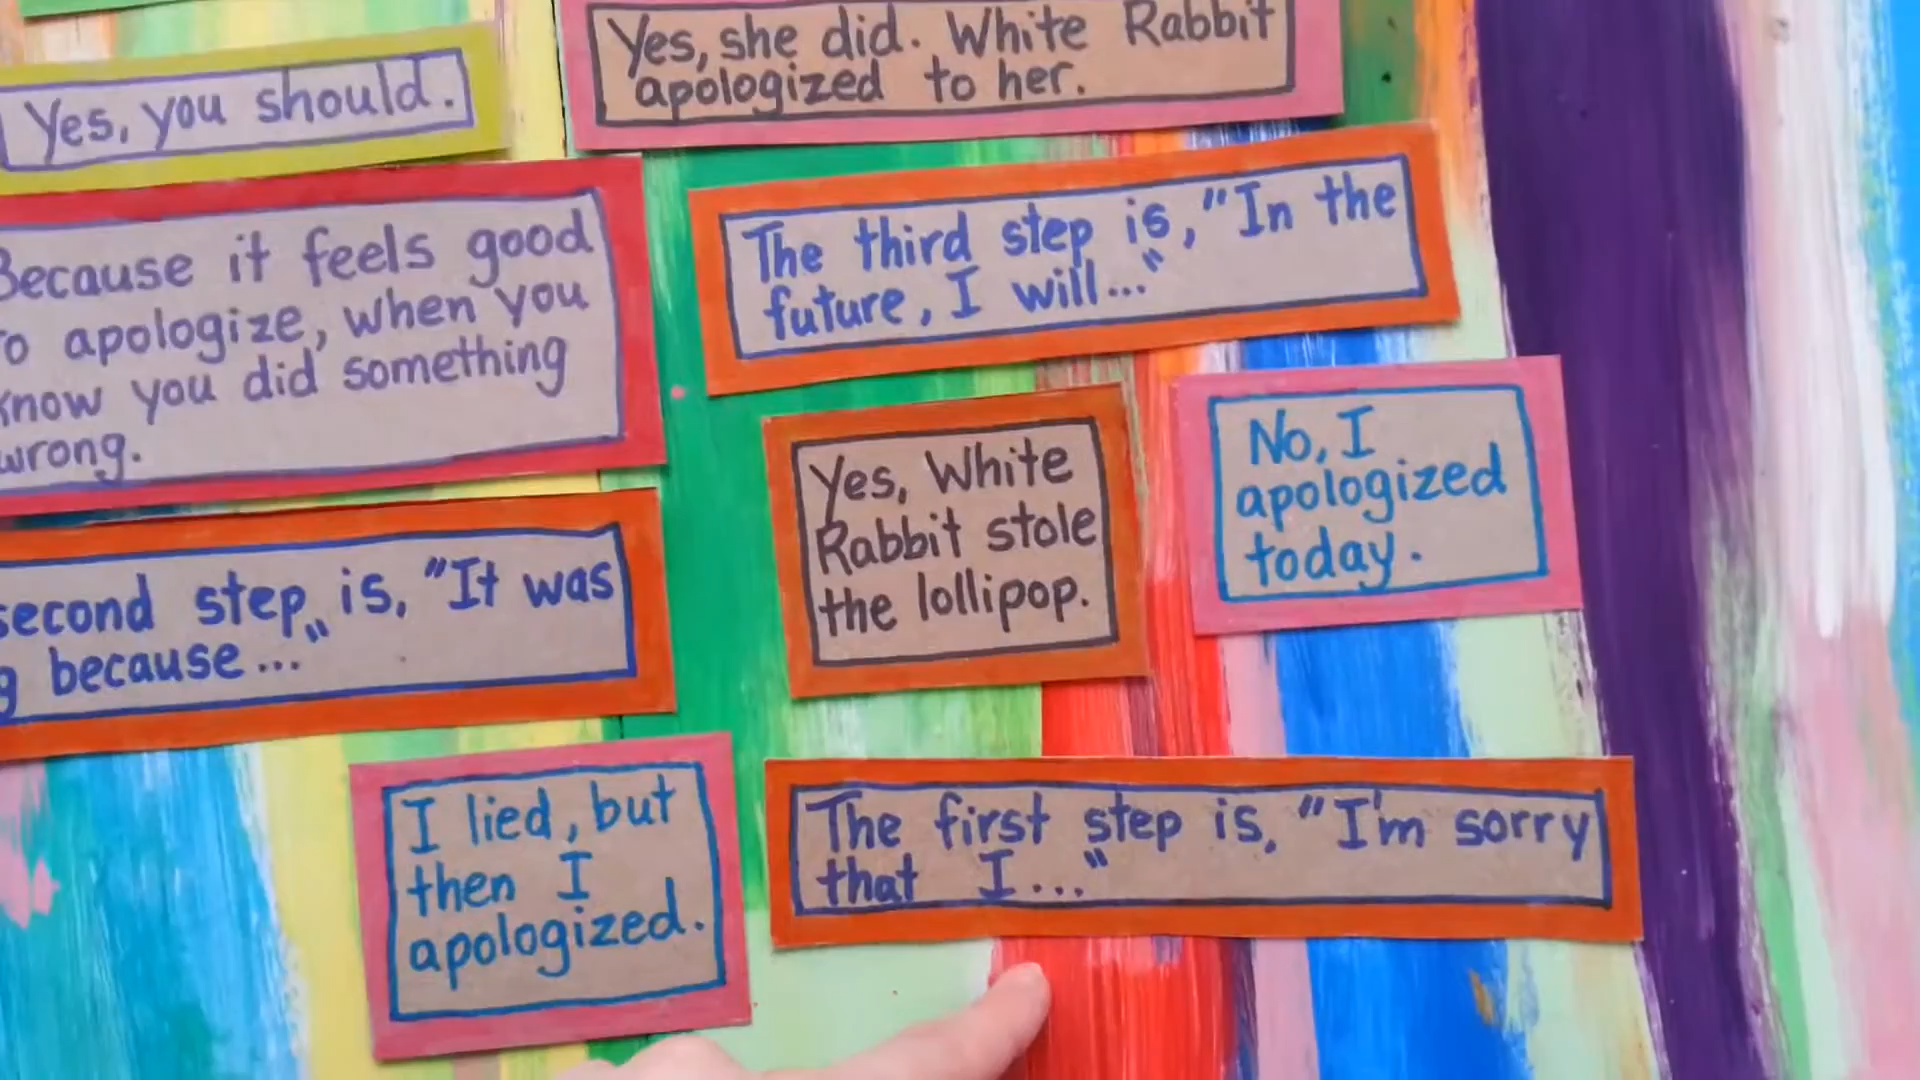 Yes, she did. White Rabbit
apologized to her.
Yes, you should.
The third step is, "In the
future, I will..."
Because it feels good
to apologize, when you
know you did something
wrong.
Yes, White
Rabbit stole
the lollipop.
No, I
apologized
today.
second step is, "It was
because..."
I lied, but
then I
apologized.
The first step is, "I'm sorry
that I..."